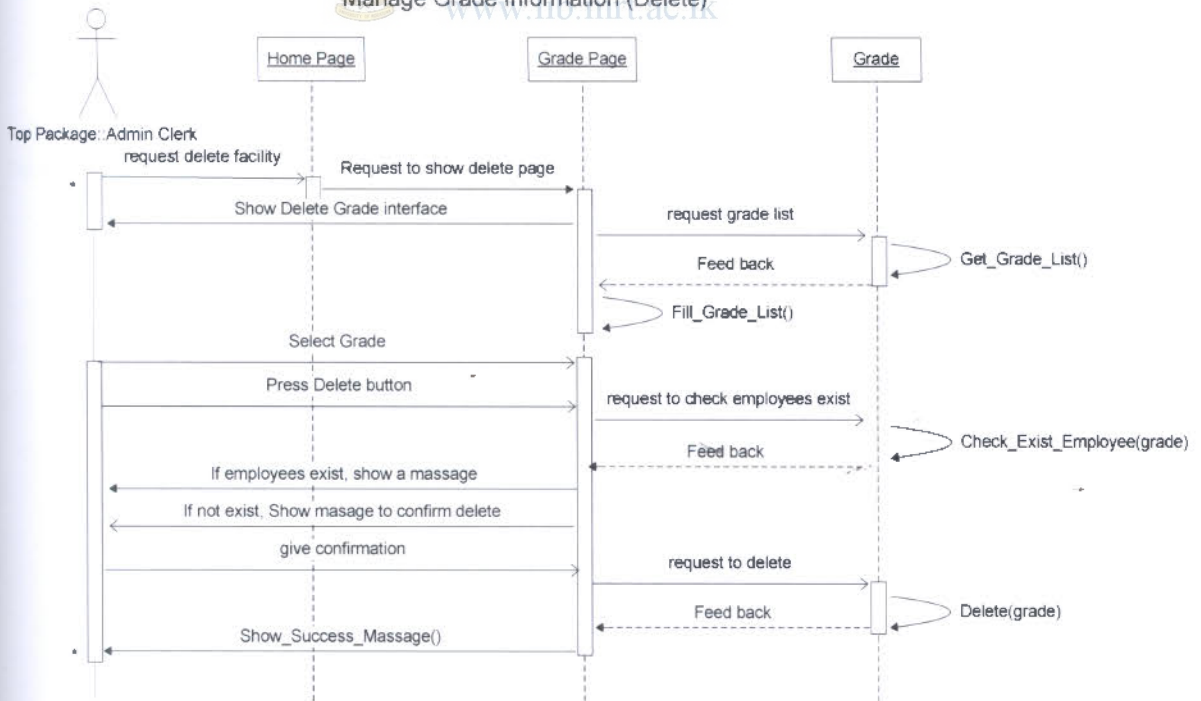 Manage Grade Information (Delete)
www.lib.mrt.ac.lk
Home Page
Grade Page
Grade
Top Package::Admin Clerk
request delete facility
Request to show delete page
Show Delete Grade interface
request grade list
Get_Grade_List()
Feed back
Fill_Grade_List()
Select Grade
Press Delete button
request to check employees exist
Check_Exist_Employee(grade)
Feed back
If employees exist, show a massage
If not exist, Show masage to confirm delete
give confirmation
request to delete
Delete(grade)
Feed back
Show_Success_Massage()